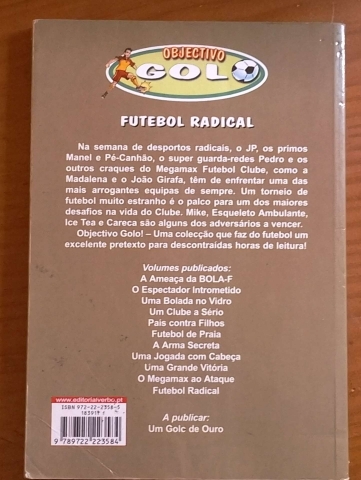 OBJECTIVO
GOLO
FUTEBOL RADICAL
Na semana de desportos radicais, o JP, os primos
Manel e Pé-Canhão, o super guarda-redes Pedro e os
outros craques do Megamax Futebol Clube, como a
Madalena e o João Girafa, têm de enfrentar uma das
mais arrogantes equipas de sempre. Um torneio de
futebol muito estranho é o palco para um dos maiores
desafios na vida do Clube. Mike, Esqueleto Ambulante,
Ice Tea e Careca são alguns dos adversários a vencer.
Objectivo Golo! – Uma colecção que faz do futebol um
excelente pretexto para descontraídas horas de leitura!
Volumes publicados:
A Ameaça da BOLA-F
O Espectador Intrometido
Uma Bolada no Vidro
Um Clube a Sério
Pais contra Filhos
Futebol de Praia
A Arma Secreta
Uma Jogada com Cabeça
Uma Grande Vitória
O Megamax ao Ataque
Futebol Radical
A publicar:
Um Golo de Ouro
www.editorialverbo.pt
ISBN 972-22-2358-5
9 789722 223584